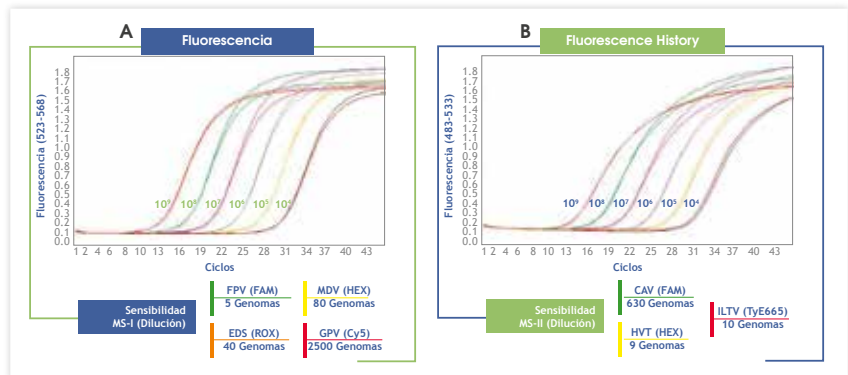 A
Fluorescencia
Fluorescencia (523-568)
1.8
1.7
1.6
1.5
1.4
1.3
1.2
1.1
1.0
0.9
0.8
0.7
0.6
0.5
0.4
0.3
0.2
0.1
0.0
10⁹ 10⁸ 10⁷ 10⁶ 10⁵ 10⁴
1 2 4 6 8 10 13 16 19 22 25 28 31 34 37 43
Ciclos
Sensibilidad
MS-I (Dilución)
FPV (FAM)
5 Genomas
MDV (HEX)
80 Genomas
EDS (ROX)
40 Genomas
GPV (Cy5)
2500 Genomas
B
Fluorescence History
Fluorescencia (483-533)
1.8
1.7
1.6
1.5
1.4
1.3
1.2
1.1
1.0
0.9
0.8
0.7
0.6
0.5
0.4
0.3
0.2
0.1
0.0
10⁹ 10⁸ 10⁷ 10⁶ 10⁵ 10⁴
1 2 4 6 8 10 13 16 19 22 25 28 31 34 37 43
Ciclos
Sensibilidad
MS-II (Dilución)
CAV (FAM)
630 Genomas
HVT (HEX)
9 Genomas
ILTV (TyE665)
10 Genomas